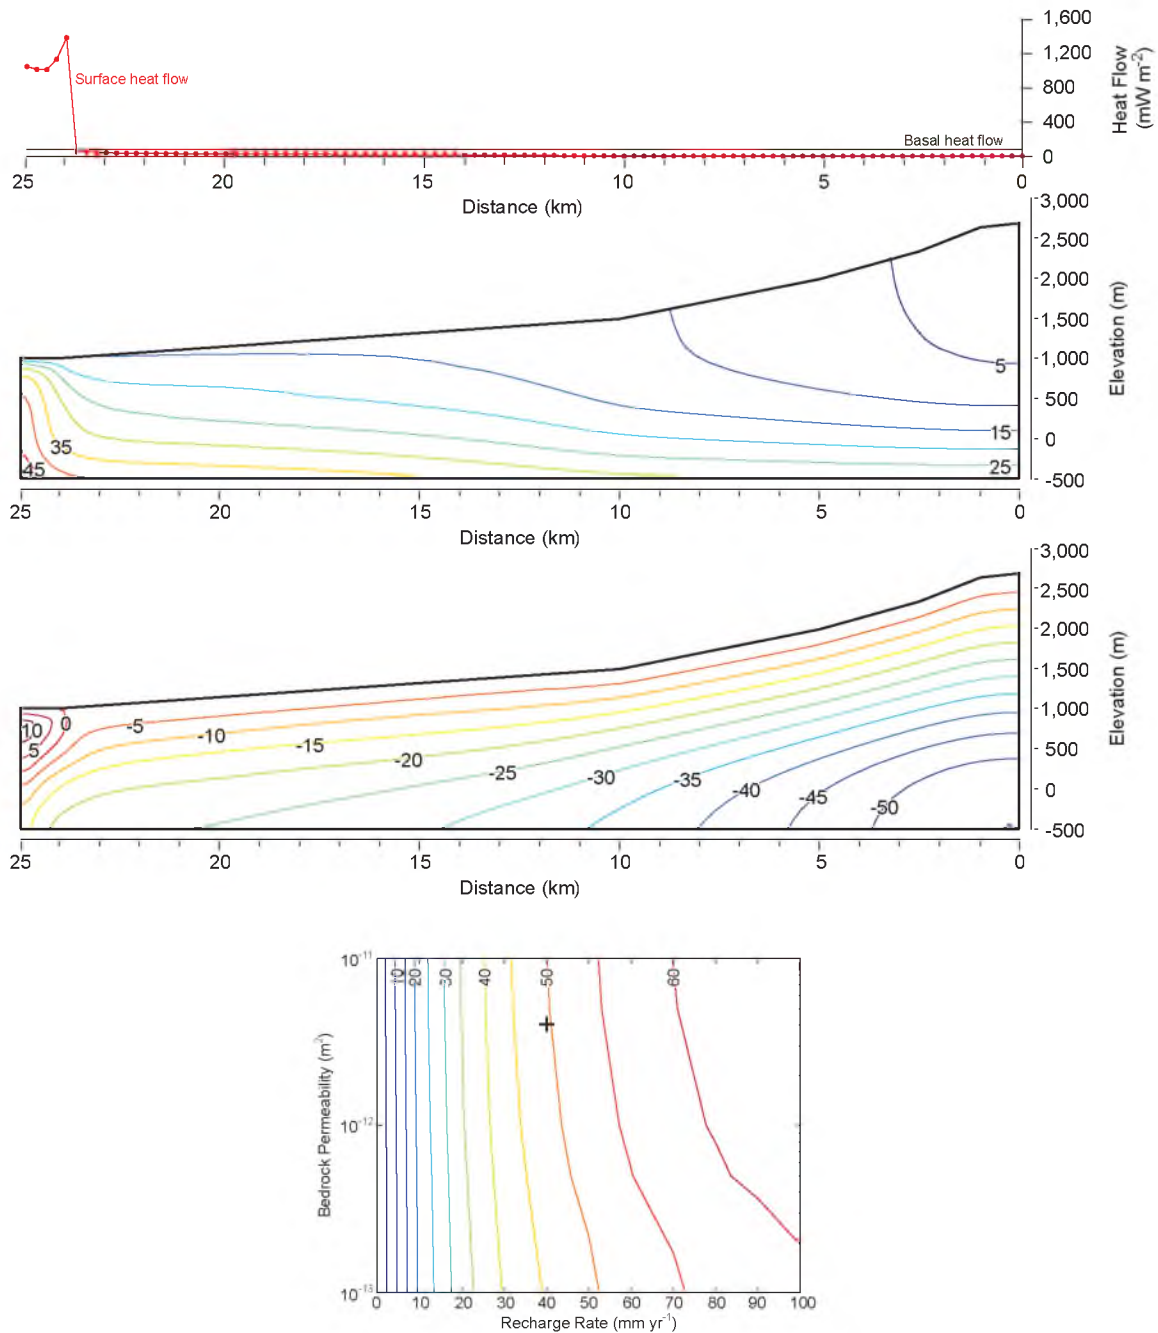 1,600
1,200
800
400
0
Heat Flow
(mW m⁻²)
Surface heat flow
Basal heat flow
25 20 15 10 5 0
Distance (km)
3,000
2,500
2,000
1,500
1,000
500
0
-500
Elevation (m)
5
15
25
35
45
25 20 15 10 5 0
Distance (km)
3,000
2,500
2,000
1,500
1,000
500
0
-500
Elevation (m)
10
5
0
-5
-10
-15
-20
-25
-30
-35
-40
-45
-50
25 20 15 10 5 0
Distance (km)
10⁻¹¹
10⁻¹²
10⁻¹³
Bedrock Permeability (m²)
10 20 30 40 50 60
0 10 20 30 40 50 60 70 80 90 100
Recharge Rate (mm yr⁻¹)